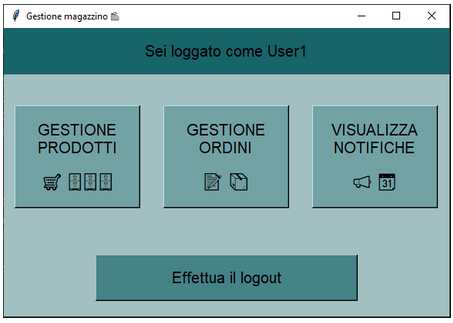 Gestione magazzino
Sei loggato come User1
GESTIONE
PRODOTTI
GESTIONE
ORDINI
VISUALIZZA
NOTIFICHE
31
Effettua il logout